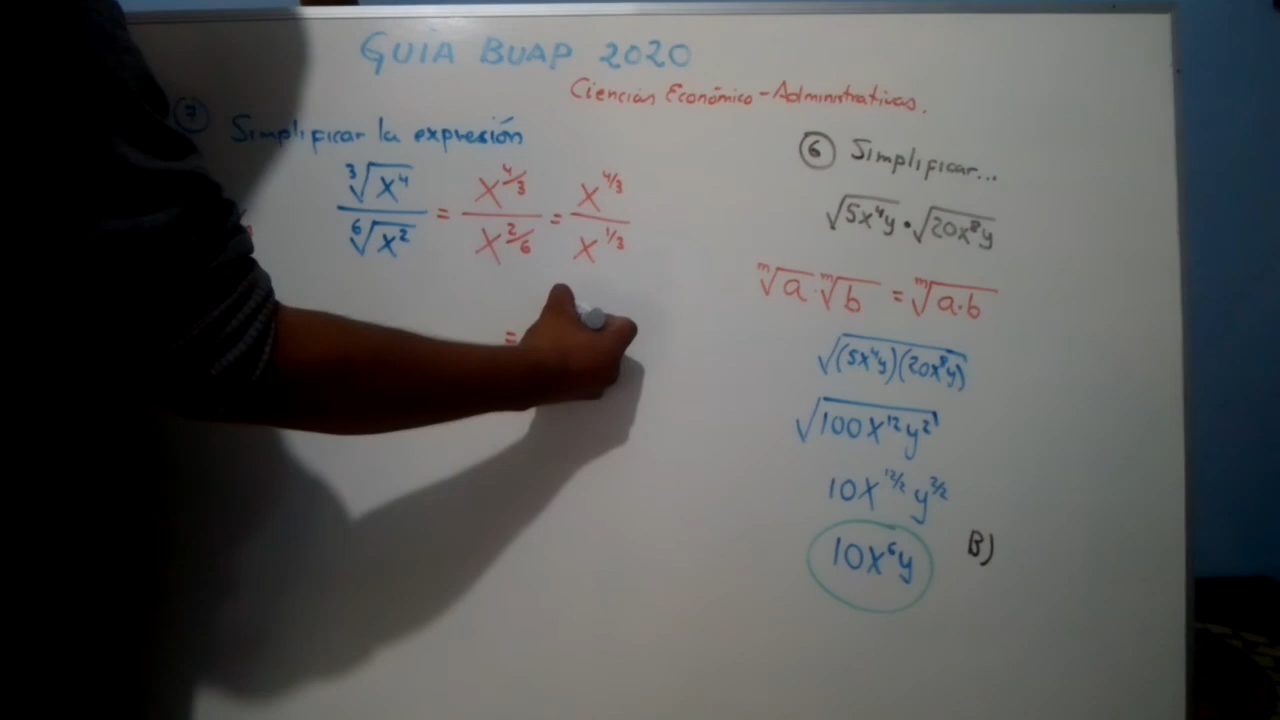 GUIA BUAP 2020
Ciencias Económico-Administrativas.
7 Simplificar la expresión
∛x⁴ / ⁶√x² = x^4/3 / x^2/6 = x^4/3 / x^1/3
=
6 Simplificar...
√5x⁴y · √20x⁸y
ᵐ√a · ᵐ√b = ᵐ√a·b
√(5x⁴y)(20x⁸y)
√100x¹²y²
10x^12/2 y^2/2
10x⁶y B)